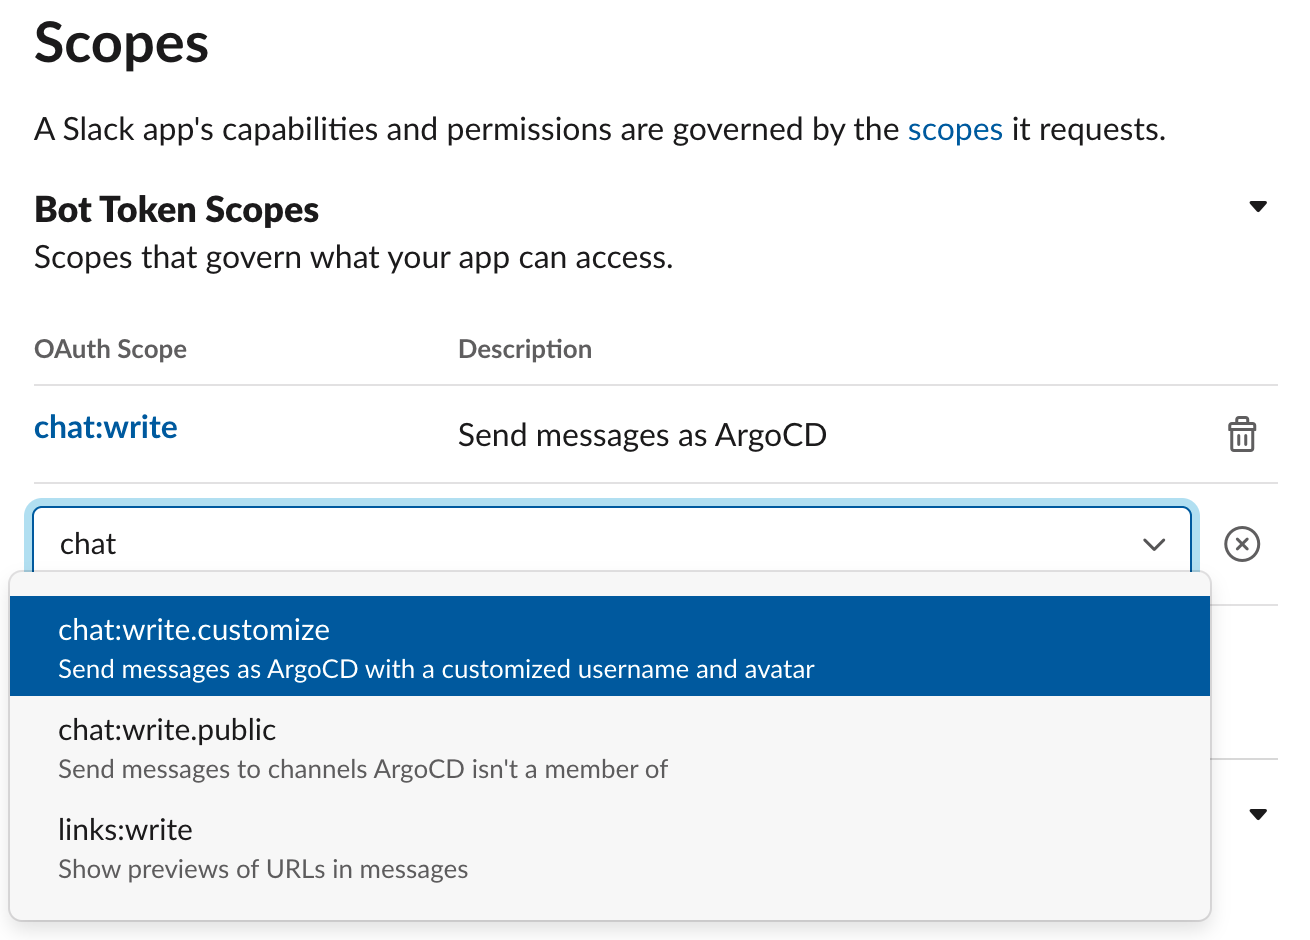 Scopes
A Slack app's capabilities and permissions are governed by the scopes it requests.
Bot Token Scopes
Scopes that govern what your app can access.
OAuth Scope
Description
chat:write
Send messages as ArgoCD
chat
chat:write.customize
Send messages as ArgoCD with a customized username and avatar
chat:write.public
Send messages to channels ArgoCD isn't a member of
links:write
Show previews of URLs in messages